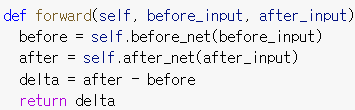 def forward(self, before_input, after_input)
  before = self.before_net(before_input)
  after = self.after_net(after_input)
  delta = after - before
  return delta